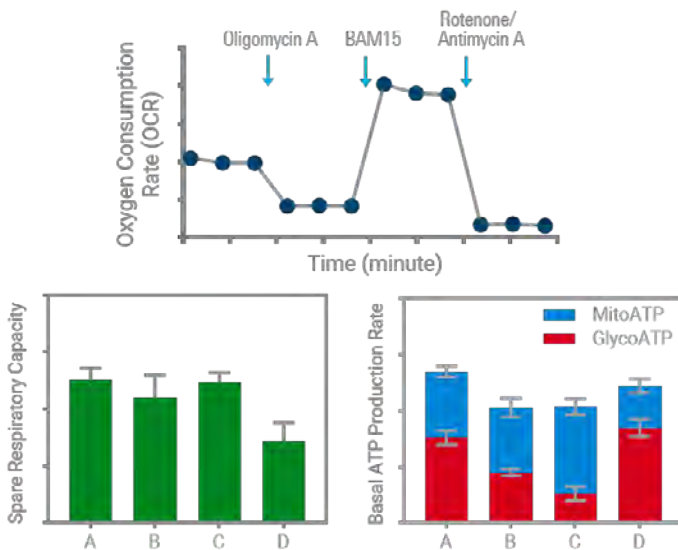 Oligomycin A
BAM15
Rotenone/
Antimycin A
Oxygen Consumption
Rate (OCR)
Time (minute)
Spare Respiratory Capacity
A B C D
Basal ATP Production Rate
MitoATP
GlycoATP
A B C D